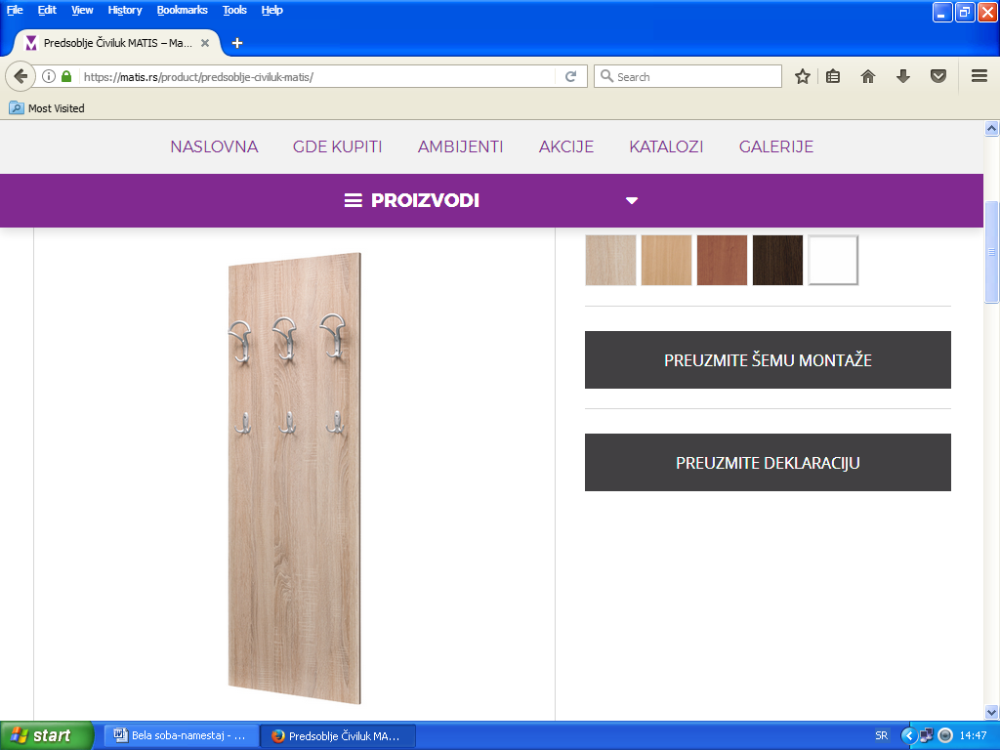 File Edit View History Bookmarks Tools Help
Predsoblje Čiviluk MATIS – Ma...
https://matis.rs/product/predsoblje-civiluk-matis/
Search
Most Visited
NASLOVNA GDE KUPITI AMBIJENTI AKCIJE KATALOZI GALERIJE
PROIZVODI
PREUZMITE ŠEMU MONTAŽE
PREUZMITE DEKLARACIJU
start
Bela soba-namestaj - ...
Predsoblje Čiviluk MA...
SR
14:47